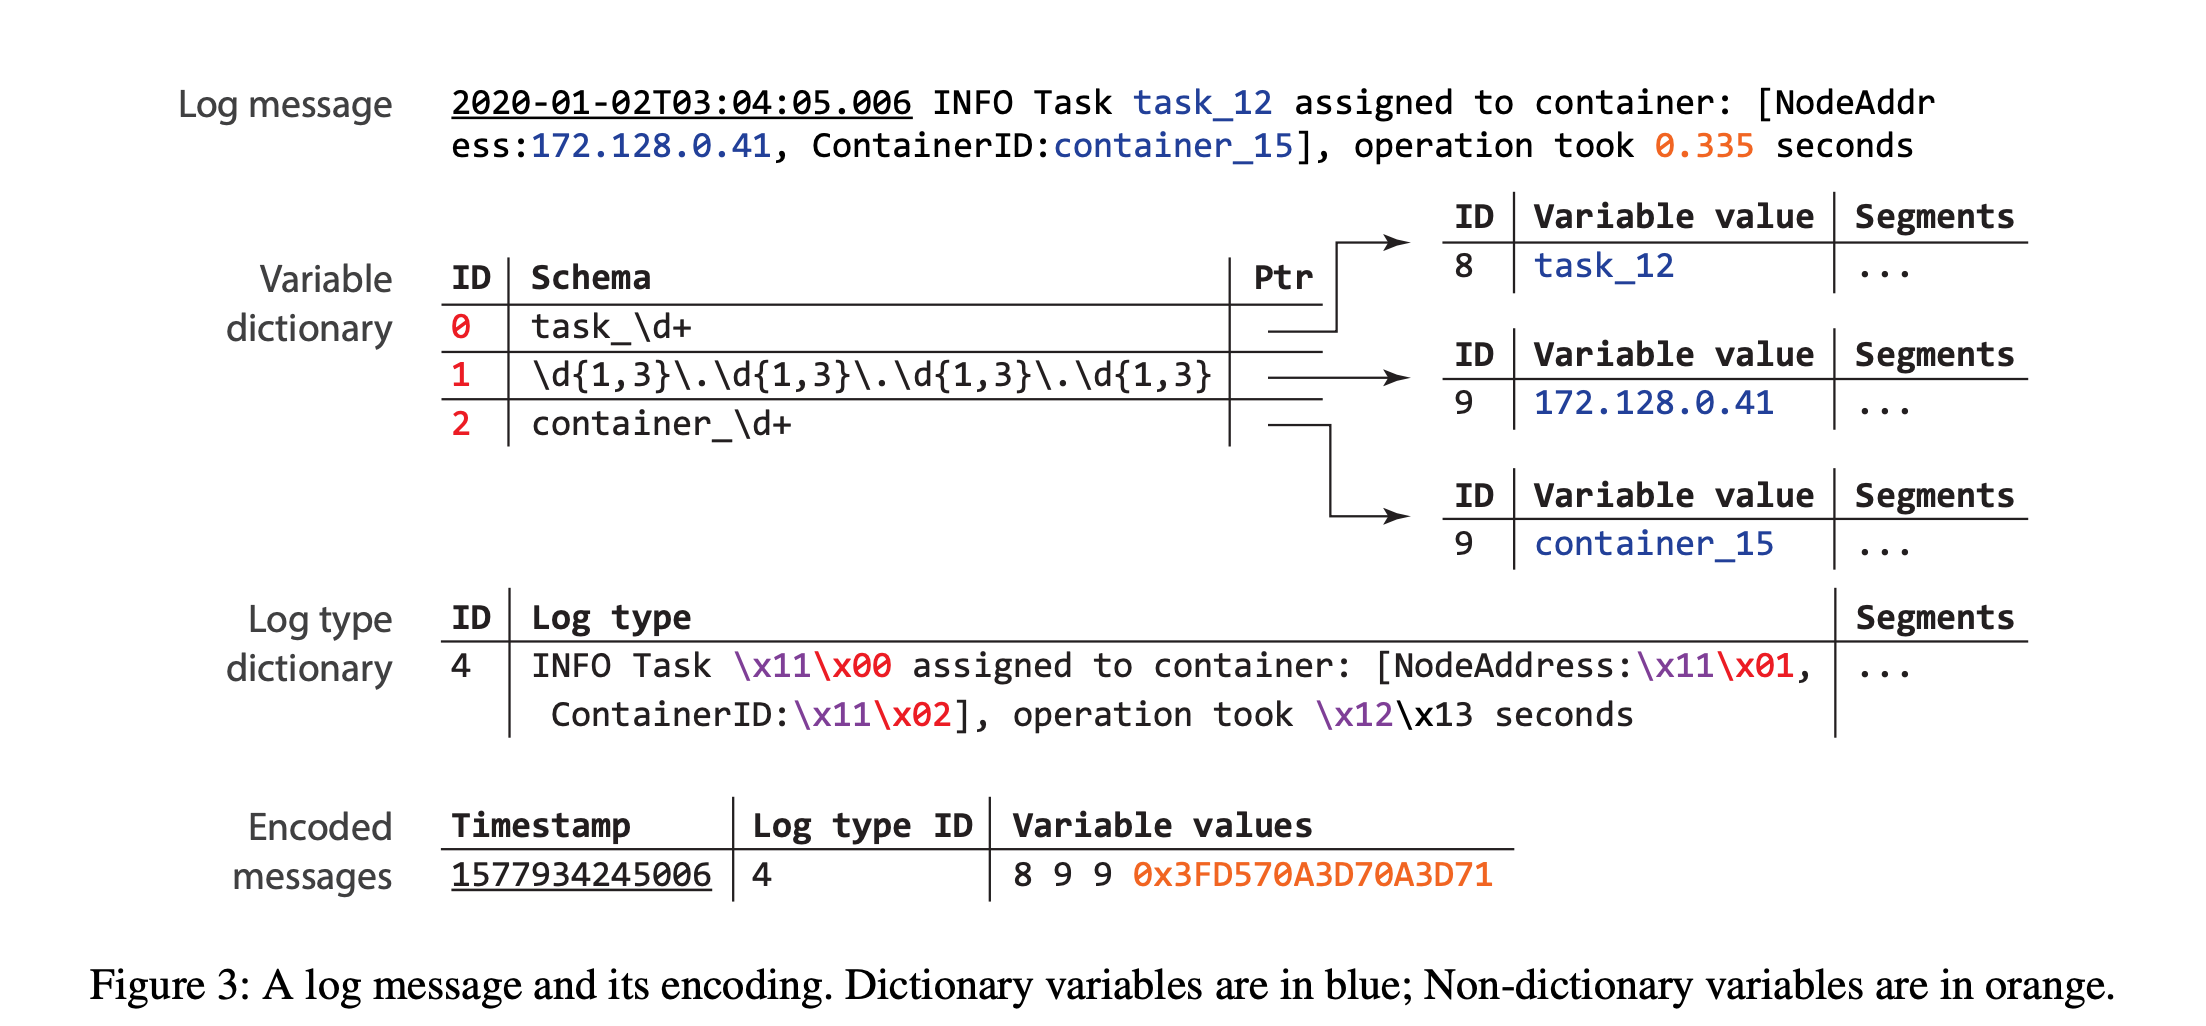 Log message 2020-01-02T03:04:05.006 INFO Task task_12 assigned to container: [NodeAddr
ess:172.128.0.41, ContainerID:container_15], operation took 0.335 seconds
Variable
dictionary
ID Schema Ptr
0 task_\d+
1 \d{1,3}\.\d{1,3}\.\d{1,3}\.\d{1,3}
2 container_\d+
ID Variable value Segments
8 task_12 ...
ID Variable value Segments
9 172.128.0.41 ...
ID Variable value Segments
9 container_15 ...
Log type
dictionary
ID Log type Segments
4 INFO Task \x11\x00 assigned to container: [NodeAddress:\x11\x01, ...
ContainerID:\x11\x02], operation took \x12\x13 seconds
Encoded
messages
Timestamp Log type ID Variable values
1577934245006 4 8 9 9 0x3FD570A3D70A3D71
Figure 3: A log message and its encoding. Dictionary variables are in blue; Non-dictionary variables are in orange.